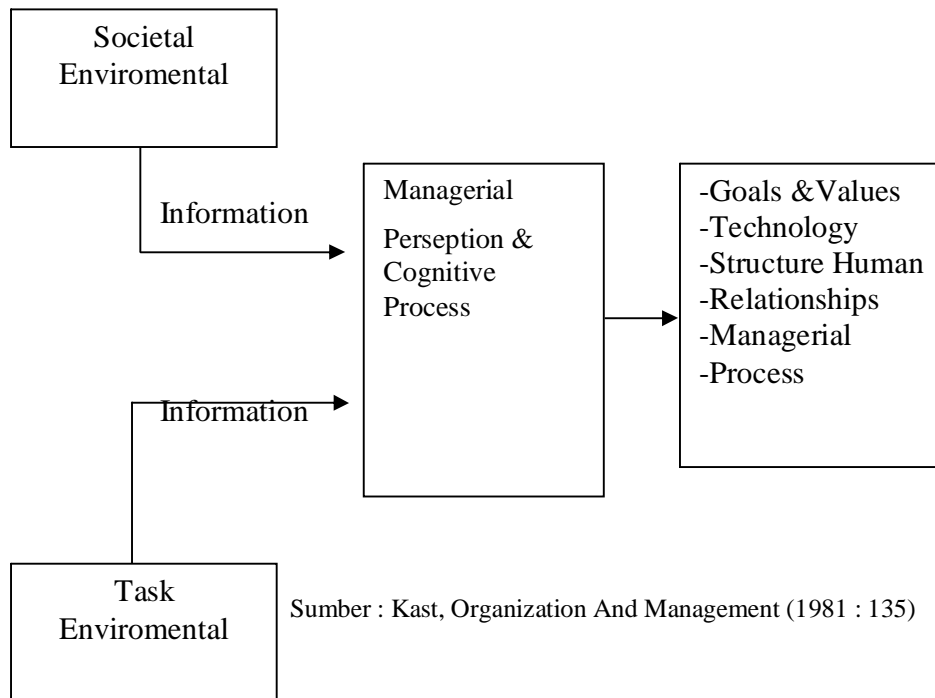 Societal
Enviromental
Information
Managerial
Perseption &
Cognitive
Process
-Goals &Values
-Technology
-Structure Human
-Relationships
-Managerial
-Process
Information
Task
Enviromental
Sumber : Kast, Organization And Management (1981 : 135)